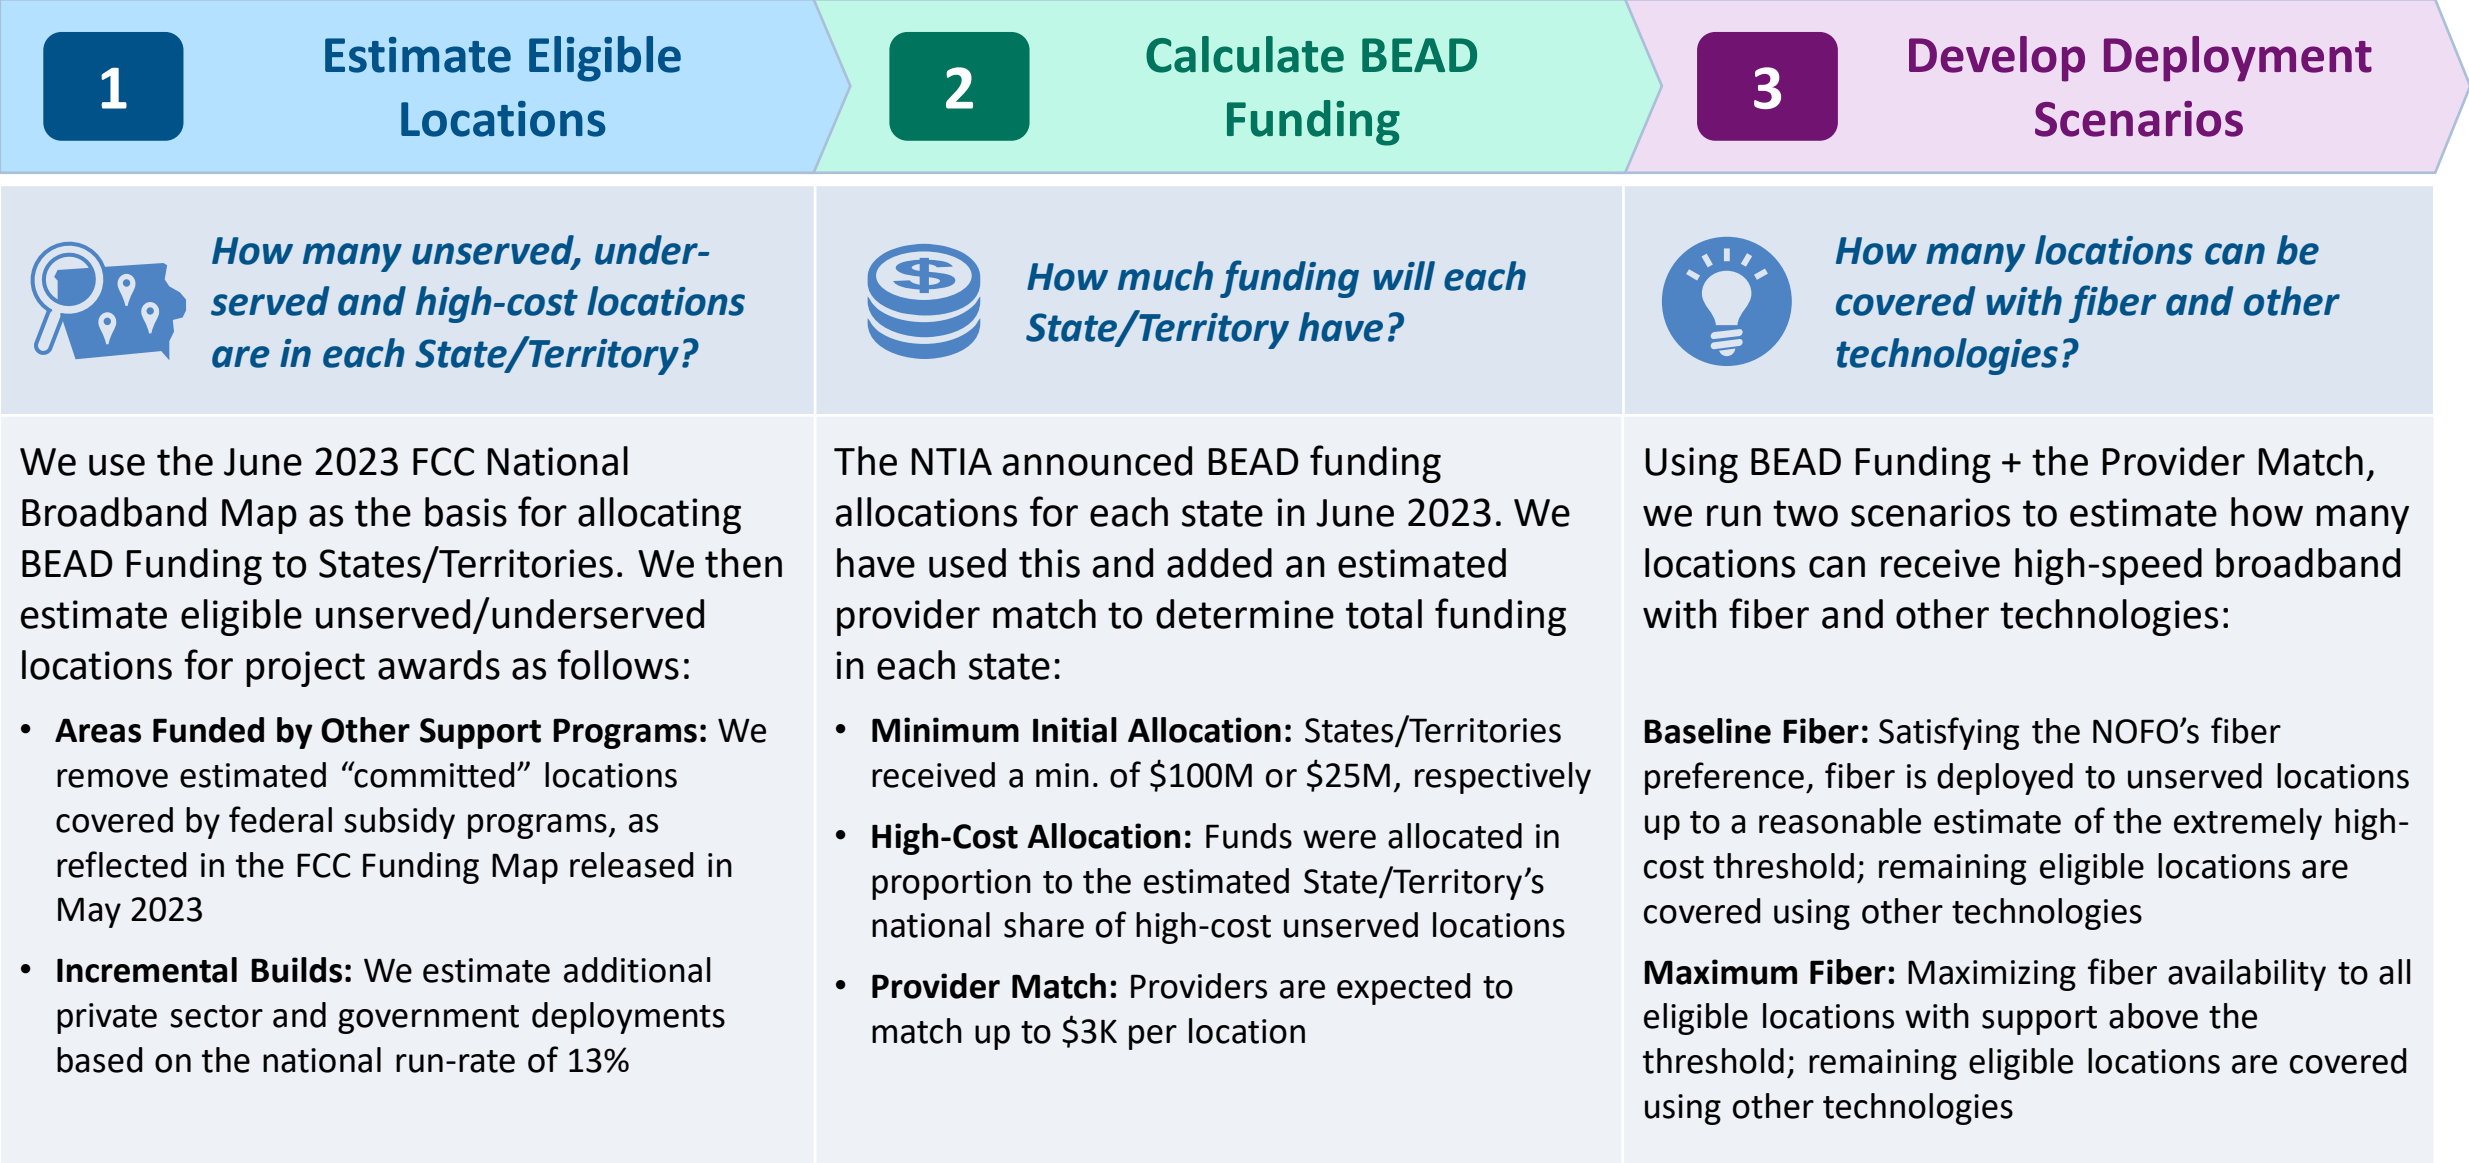 1
Estimate Eligible
Locations
2
Calculate BEAD
Funding
3
Develop Deployment
Scenarios
How many unserved, under-
served and high-cost locations
are in each State/Territory?
$
How much funding will each
State/Territory have?
How many locations can be
covered with fiber and other
technologies?
We use the June 2023 FCC National
Broadband Map as the basis for allocating
BEAD Funding to States/Territories. We then
estimate eligible unserved/underserved
locations for project awards as follows:
• Areas Funded by Other Support Programs: We
remove estimated “committed” locations
covered by federal subsidy programs, as
reflected in the FCC Funding Map released in
May 2023
• Incremental Builds: We estimate additional
private sector and government deployments
based on the national run-rate of 13%
The NTIA announced BEAD funding
allocations for each state in June 2023. We
have used this and added an estimated
provider match to determine total funding
in each state:
• Minimum Initial Allocation: States/Territories
received a min. of $100M or $25M, respectively
• High-Cost Allocation: Funds were allocated in
proportion to the estimated State/Territory’s
national share of high-cost unserved locations
• Provider Match: Providers are expected to
match up to $3K per location
Using BEAD Funding + the Provider Match,
we run two scenarios to estimate how many
locations can receive high-speed broadband
with fiber and other technologies:
Baseline Fiber: Satisfying the NOFO’s fiber
preference, fiber is deployed to unserved locations
up to a reasonable estimate of the extremely high-
cost threshold; remaining eligible locations are
covered using other technologies
Maximum Fiber: Maximizing fiber availability to all
eligible locations with support above the
threshold; remaining eligible locations are covered
using other technologies